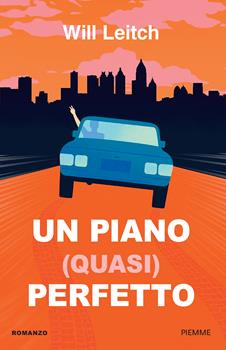 Will Leitch
UN PIANO
(QUASI)
PERFETTO
ROMANZO
PIEMME